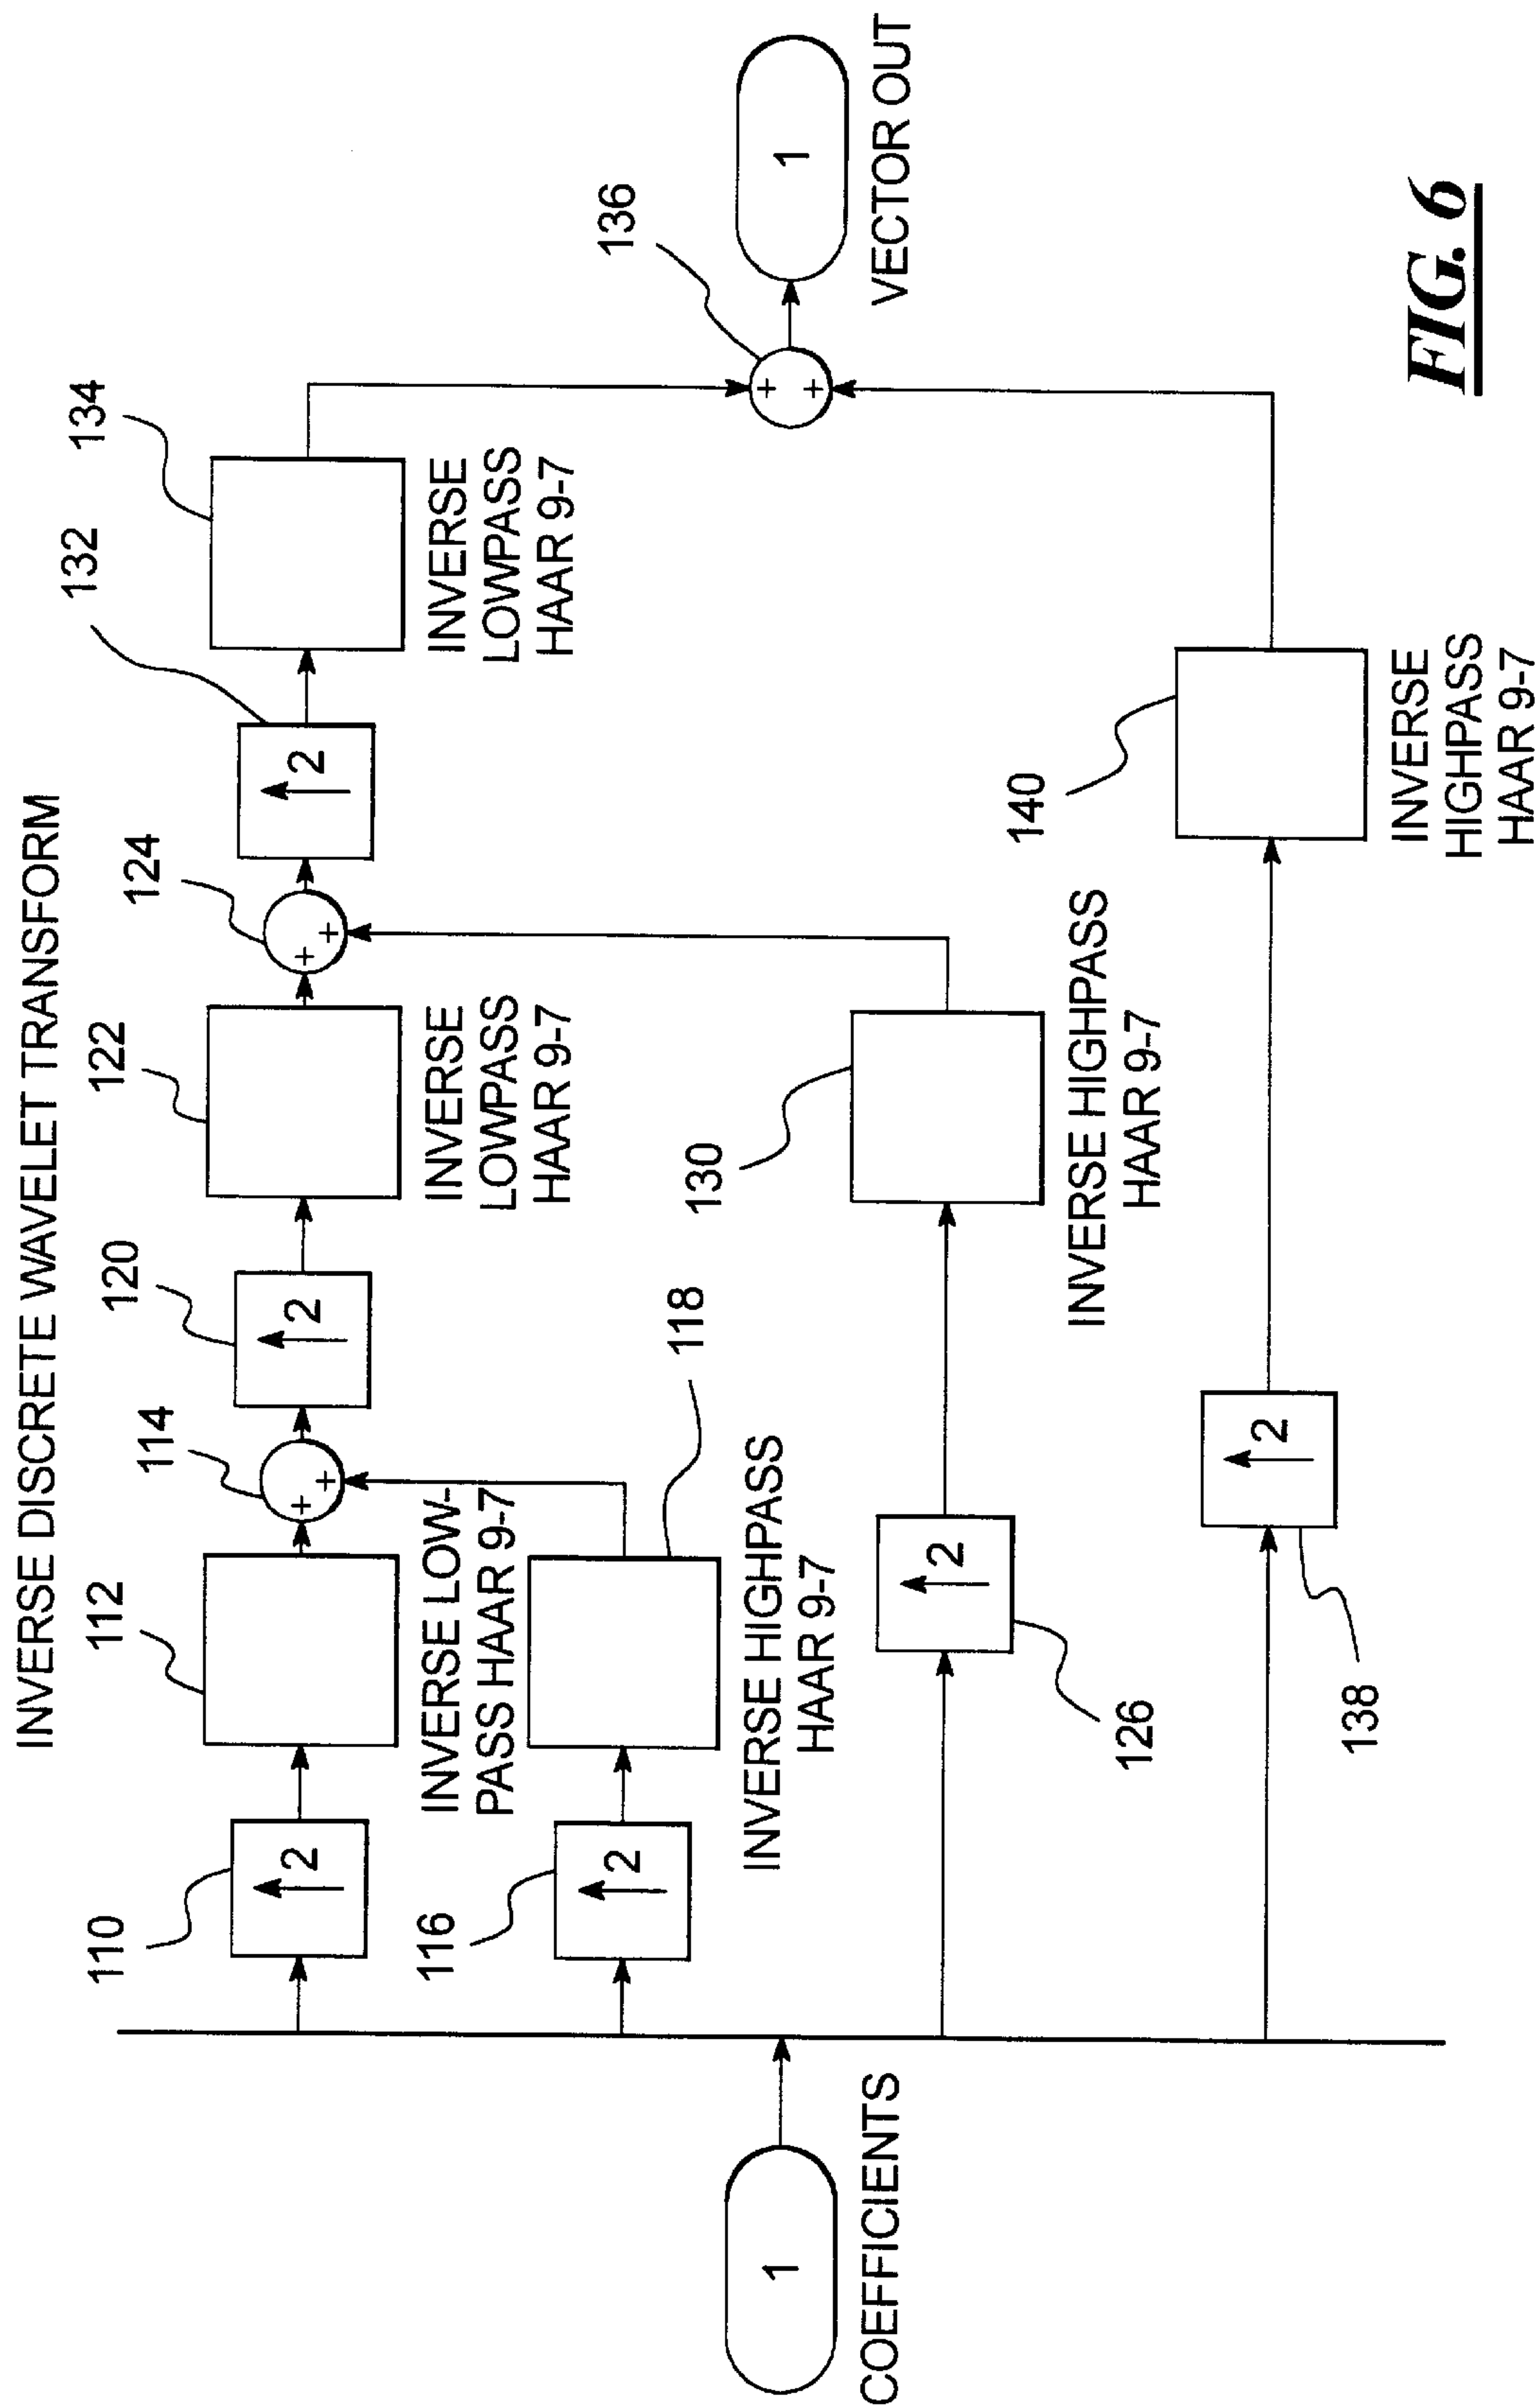 INVERSE DISCRETE WAVELET TRANSFORM
110
2
112
INVERSE LOW-
PASS HAAR 9-7
114
+
+
120
2
122
INVERSE
LOWPASS
HAAR 9-7
124
+
+
132
2
134
INVERSE
LOWPASS
HAAR 9-7
116
2
118
INVERSE HIGHPASS
HAAR 9-7
1
COEFFICIENTS
126
2
130
INVERSE HIGHPASS
HAAR 9-7
138
2
140
INVERSE
HIGHPASS
HAAR 9-7
136
+
+
1
VECTOR OUT
FIG. 6